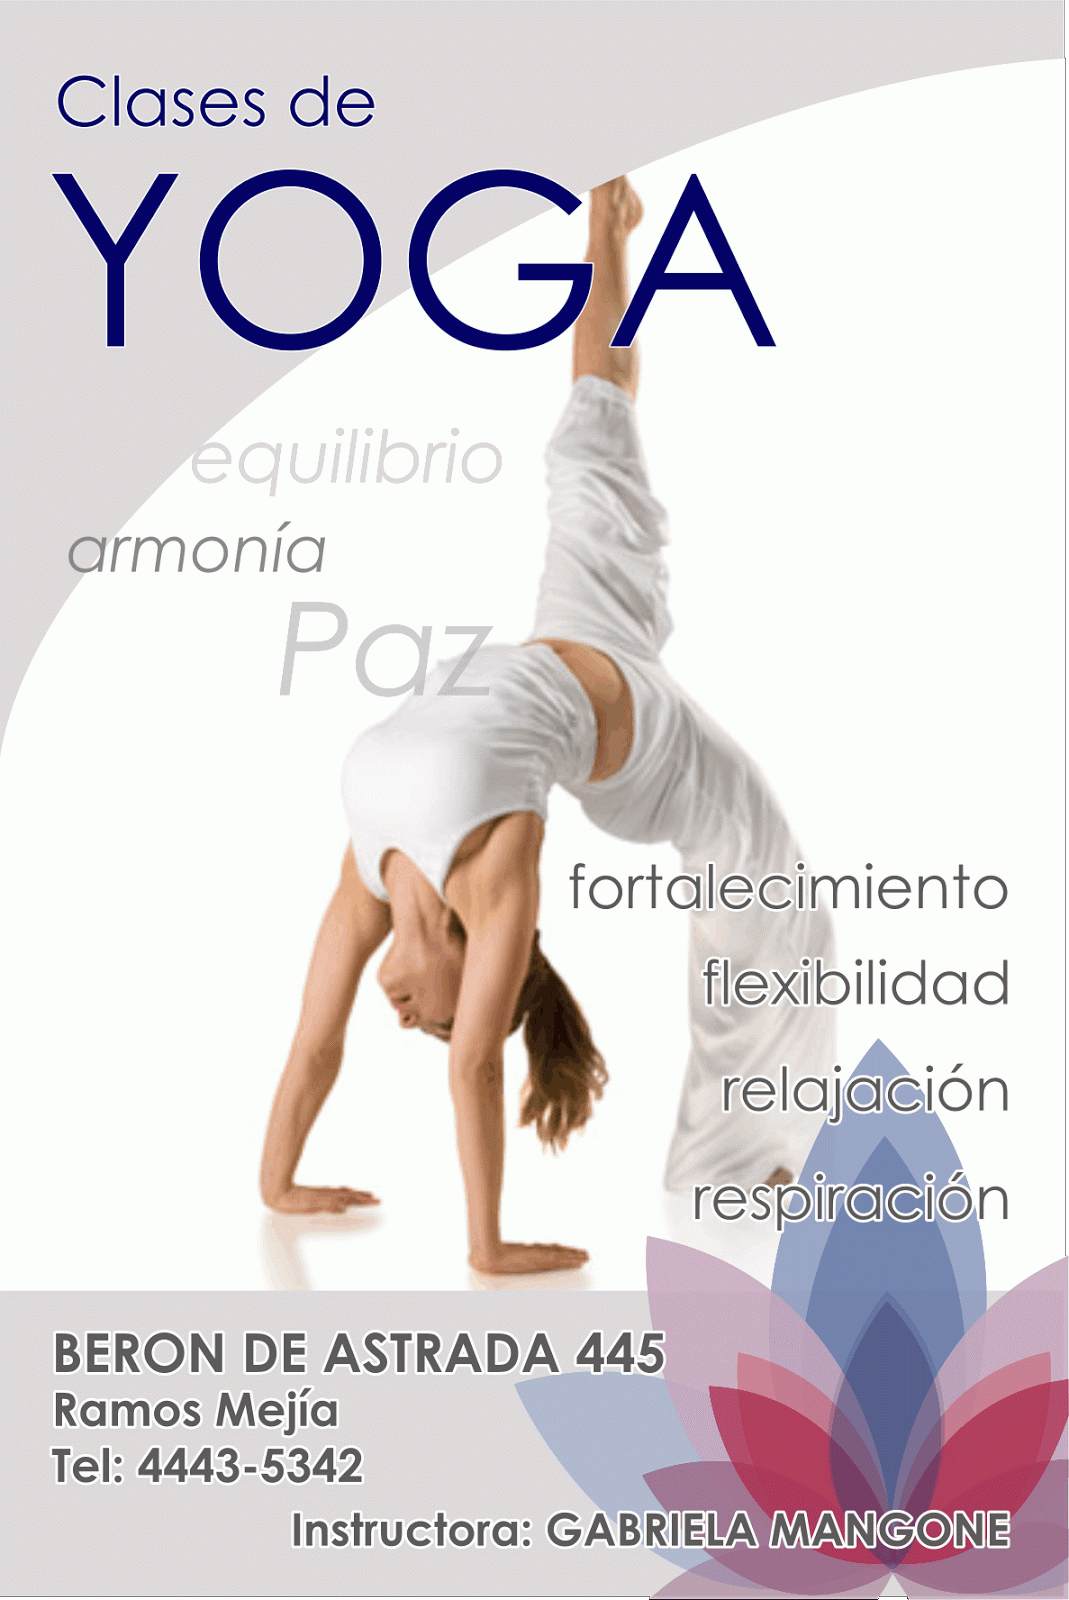 Clases de
YOGA
equilibrio
armonía
Paz
fortalecimiento
flexibilidad
relajación
respiración
BERON DE ASTRADA 445
Ramos Mejía
Tel: 4443-5342
Instructora: GABRIELA MANGONE